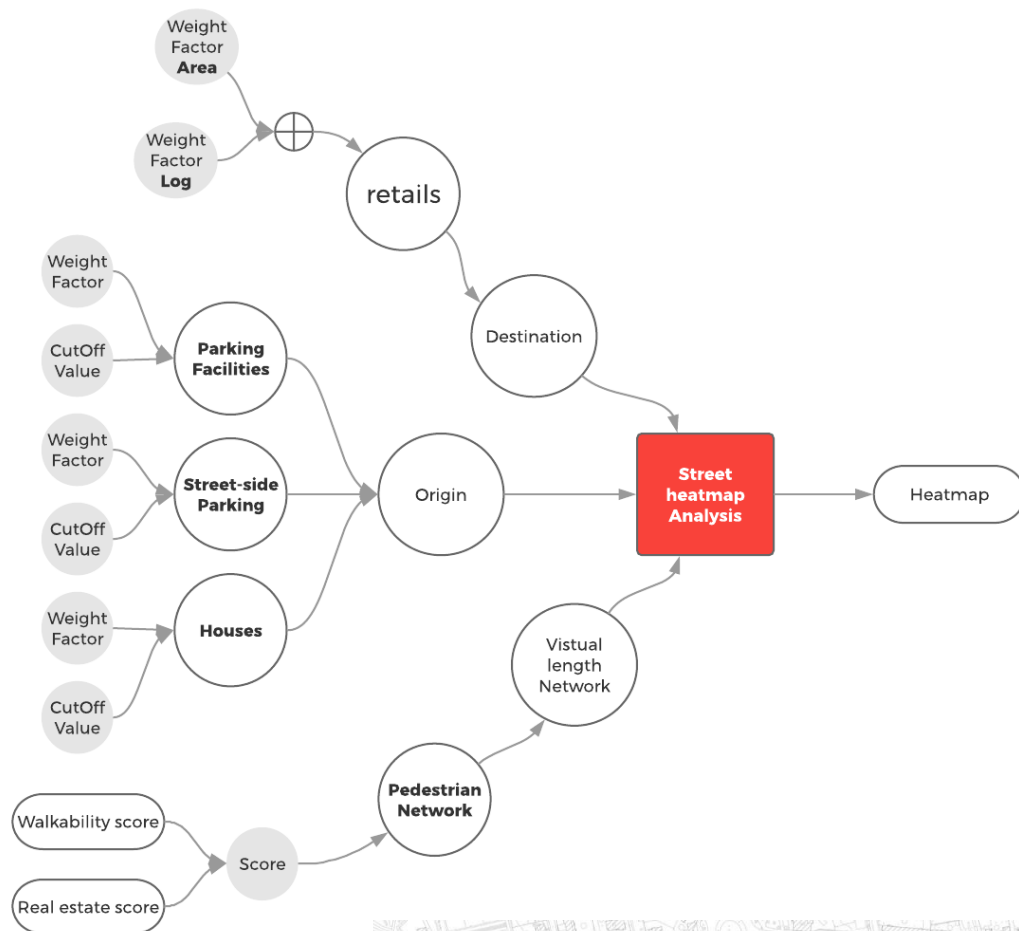 Weight
Factor
Area
Weight
Factor
Log
retails
Weight
Factor
CutOff
Value
Parking
Facilities
Destination
Weight
Factor
CutOff
Value
Street-side
Parking
Origin
Street
heatmap
Analysis
Heatmap
Weight
Factor
CutOff
Value
Houses
Vistual
length
Network
Pedestrian
Network
Walkability score
Score
Real estate score